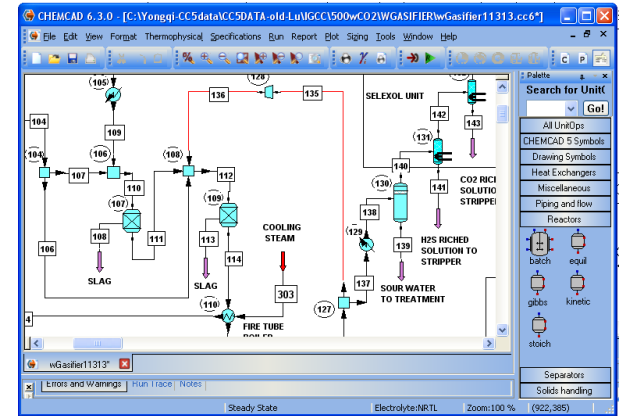 CHEMCAD 6.3.0 - [C:\Yongqi-CC5data\CC5DATA-old-Lu\IGCC\500wCO2\WGASIFIER\wGasifier11313.cc6*]
File Edit View Format Thermophysical Specifications Run Report Plot Sizing Tools Window Help
C P
Palette
Search for Unit
Go!
All UnitOps
CHEMCAD 5 Symbols
Drawing Symbols
Heat Exchangers
Miscellaneous
Piping and flow
Reactors
batch equil
gibbs kinetic
stoich
Separators
Solids handling
105
128
136
135
SELEXOL UNIT
142
143
104
109
131
104
106
108
140
107
110
112
130
141
CO2 RICH
SOLUTIO
STRIPPER
107
109
138
108
111
113
COOLING
STEAM
129
139
H2S RICHED
SOLUTION TO
STRIPPER
106
114
SLAG
SLAG
137
303
SOUR WATER
TO TREATMENT
110
127
4
FIRE TUBE
BOILER
wGasifier11313*
Errors and Warnings Run Trace Notes
Steady State Electrolyte:NRTL Zoom:100 % (922,385)